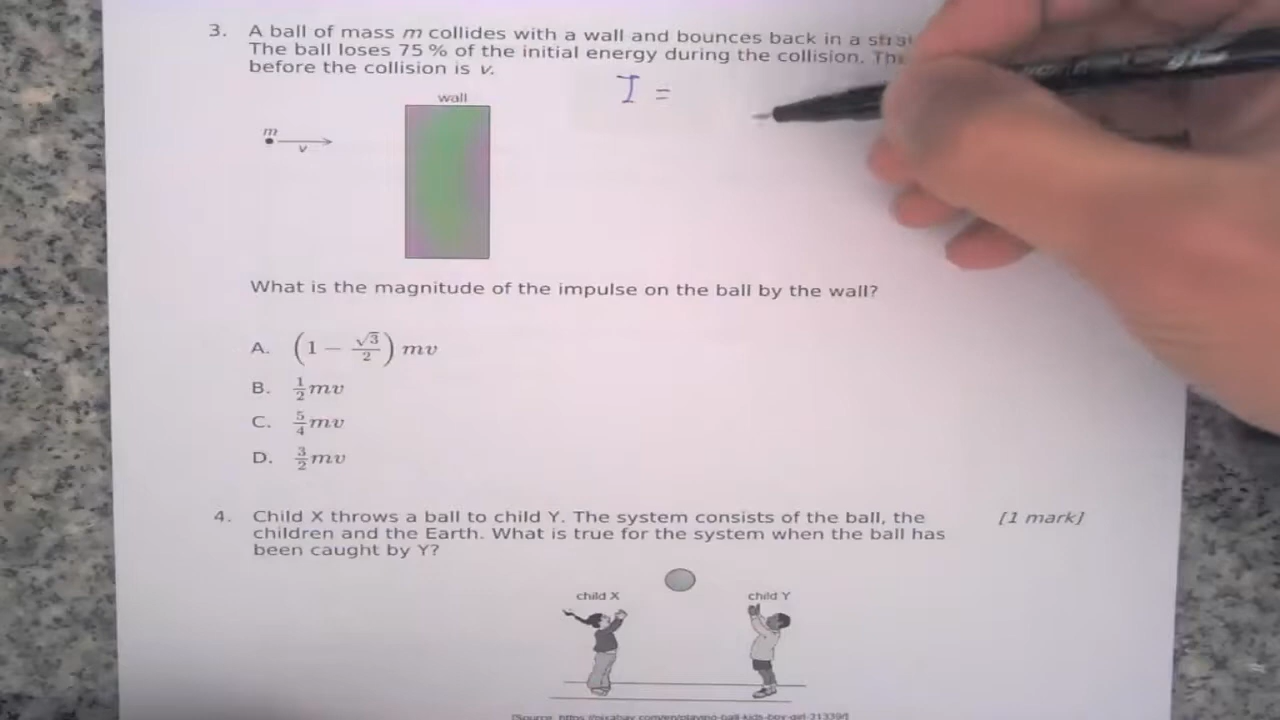 3. A ball of mass m collides with a wall and bounces back in a
The ball loses 75 % of the initial energy during the collision.
before the collision is v.
I =
wall
m
v
What is the magnitude of the impulse on the ball by the wall?
A. (1 − √3/2) mv
B. 1/2 mv
C. 5/4 mv
D. 3/2 mv
4. Child X throws a ball to child Y. The system consists of the ball, the [1 mark]
children and the Earth. What is true for the system when the ball has
been caught by Y?
child X child Y